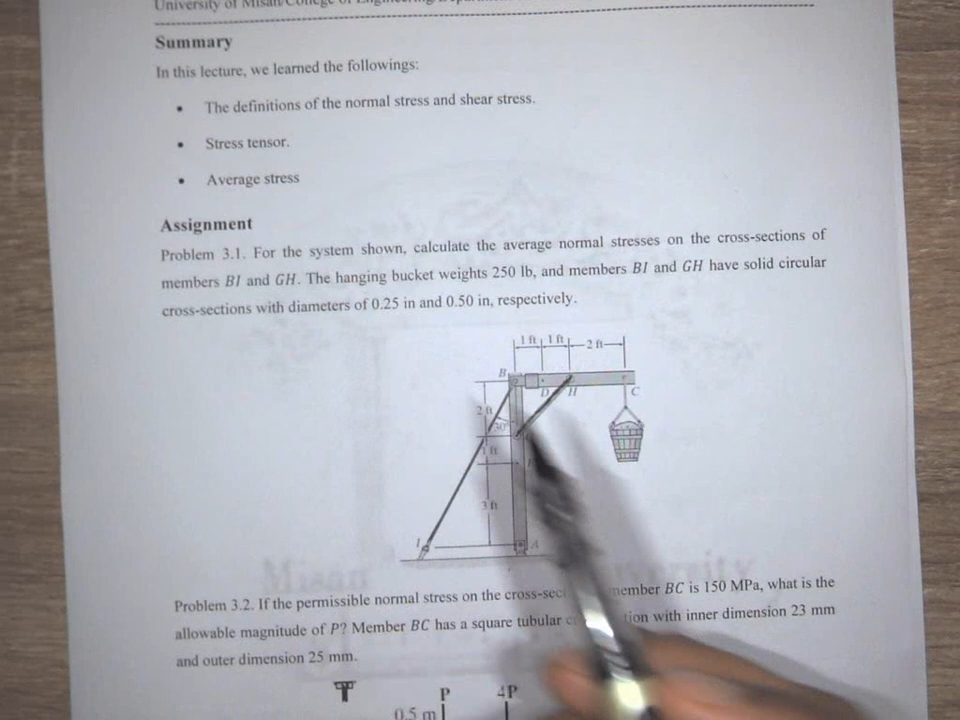 University of Misan/College of Engineering/
Summary
In this lecture, we learned the followings:
• The definitions of the normal stress and shear stress.
• Stress tensor.
• Average stress
Assignment
Problem 3.1. For the system shown, calculate the average normal stresses on the cross-sections of
members BI and GH. The hanging bucket weights 250 lb, and members BI and GH have solid circular
cross-sections with diameters of 0.25 in and 0.50 in, respectively.
1 ft 1 ft 2 ft
B
D H C
2 ft
30°
1 ft
3 ft
I A
Misan
Problem 3.2. If the permissible normal stress on the cross-sec member BC is 150 MPa, what is the
allowable magnitude of P? Member BC has a square tubular tion with inner dimension 23 mm
and outer dimension 25 mm.
P 4P
0.5 m